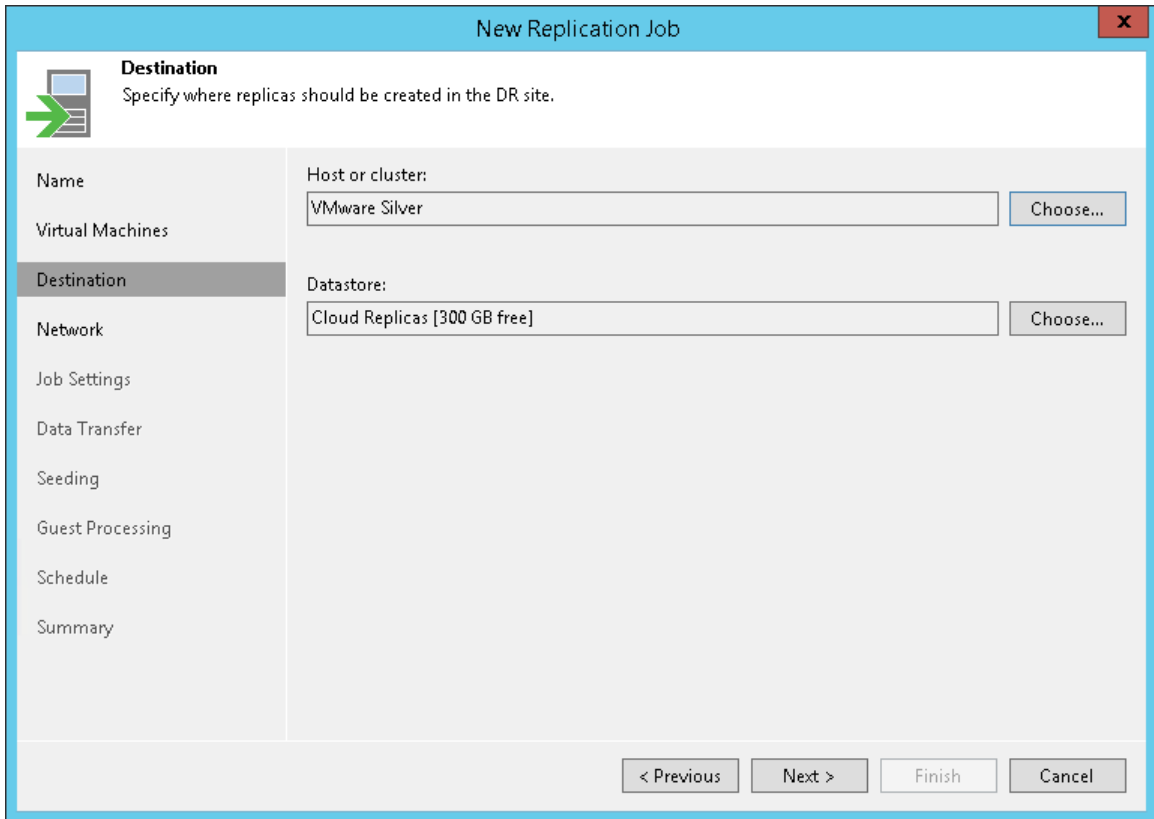 New Replication Job
x
Destination
Specify where replicas should be created in the DR site.
Name
Virtual Machines
Destination
Network
Job Settings
Data Transfer
Seeding
Guest Processing
Schedule
Summary
Host or cluster:
VMware Silver
Choose...
Datastore:
Cloud Replicas [300 GB free]
Choose...
< Previous
Next >
Finish
Cancel